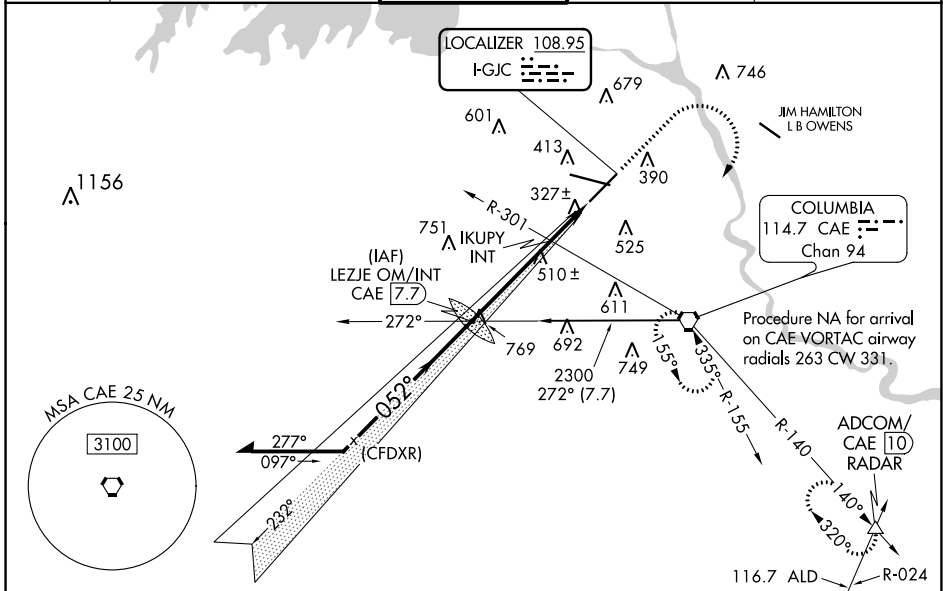 LOCALIZER 108.95
I-GJC
679
746
601
JIM HAMILTON
L B OWENS
413
390
1156
327±
R-301
COLUMBIA
114.7 CAE
Chan 94
751
IKUPY
INT
525
(IAF)
LEZJE OM/INT
CAE 7.7
510±
611
272°
769
692
749
2300
272° (7.7)
Procedure NA for arrival
on CAE VORTAC airway
radials 263 CW 331.
155°
335°
R-155
R-140
052°
MSA CAE 25 NM
3100
277°
097°
(CFDXR)
232°
ADCOM/
CAE 10
RADAR
140°
320°
116.7 ALD
R-024